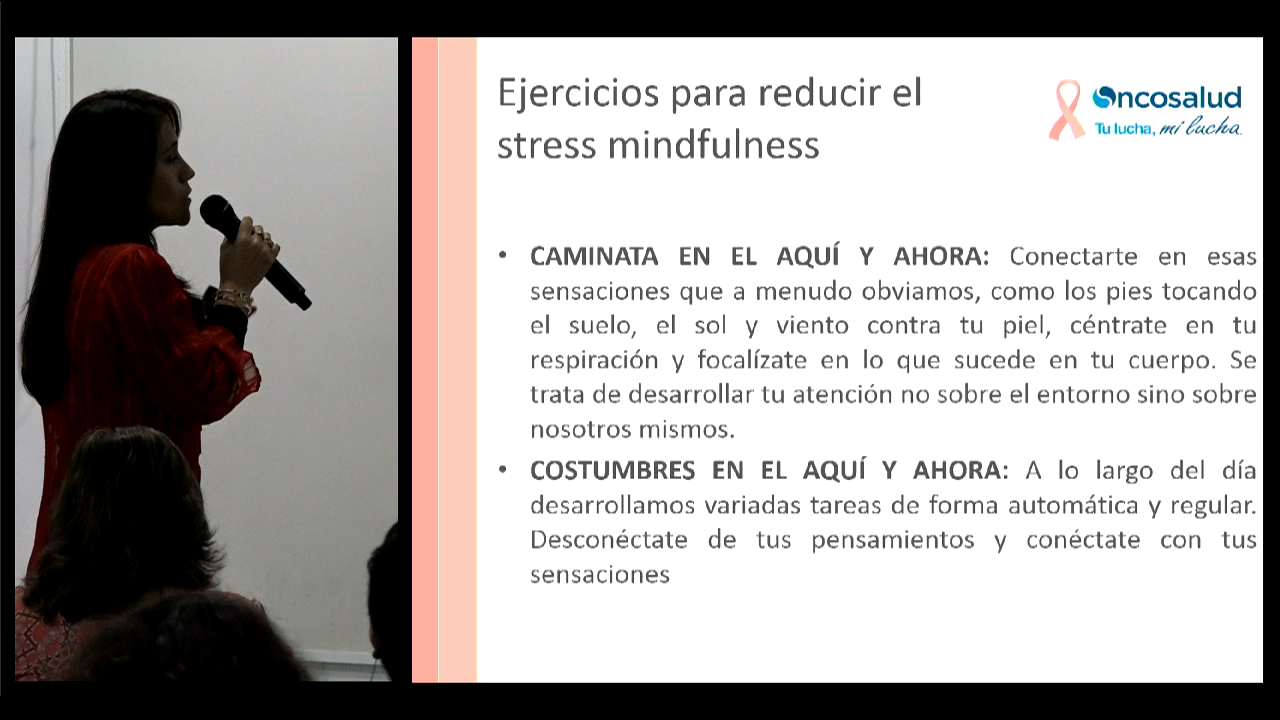 Ejercicios para reducir el
stress mindfulness
Oncosalud
Tu lucha, mi lucha.
• CAMINATA EN EL AQUÍ Y AHORA: Conectarte en esas
sensaciones que a menudo obviamos, como los pies tocando
el suelo, el sol y viento contra tu piel, céntrate en tu
respiración y focalízate en lo que sucede en tu cuerpo. Se
trata de desarrollar tu atención no sobre el entorno sino sobre
nosotros mismos.
• COSTUMBRES EN EL AQUÍ Y AHORA: A lo largo del día
desarrollamos variadas tareas de forma automática y regular.
Desconéctate de tus pensamientos y conéctate con tus
sensaciones